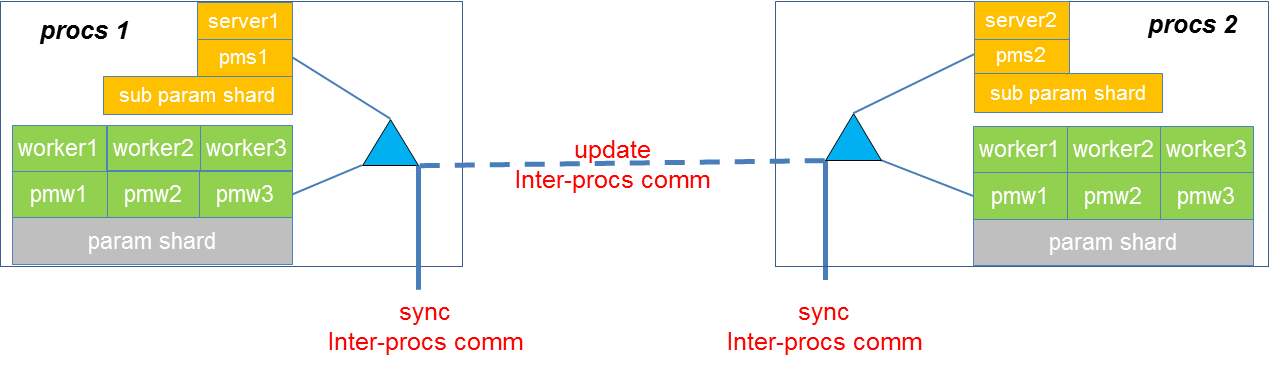 procs 1
server1
pms1
sub param shard
worker1 worker2 worker3
pmw1 pmw2 pmw3
param shard
update
Inter-procs comm
sync
Inter-procs comm
procs 2
server2
pms2
sub param shard
worker1 worker2 worker3
pmw1 pmw2 pmw3
param shard
sync
Inter-procs comm